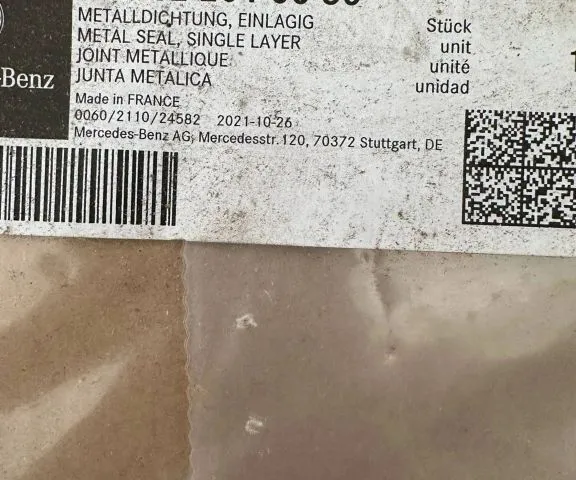 METALLDICHTUNG, EINLAGIG
METAL SEAL, SINGLE LAYER
JOINT METALLIQUE
JUNTA METALICA
Stück
unit
unité
unidad
-Benz
Made in FRANCE
0060/2110/24582 2021-10-26
Mercedes-Benz AG, Mercedesstr.120, 70372 Stuttgart, DE